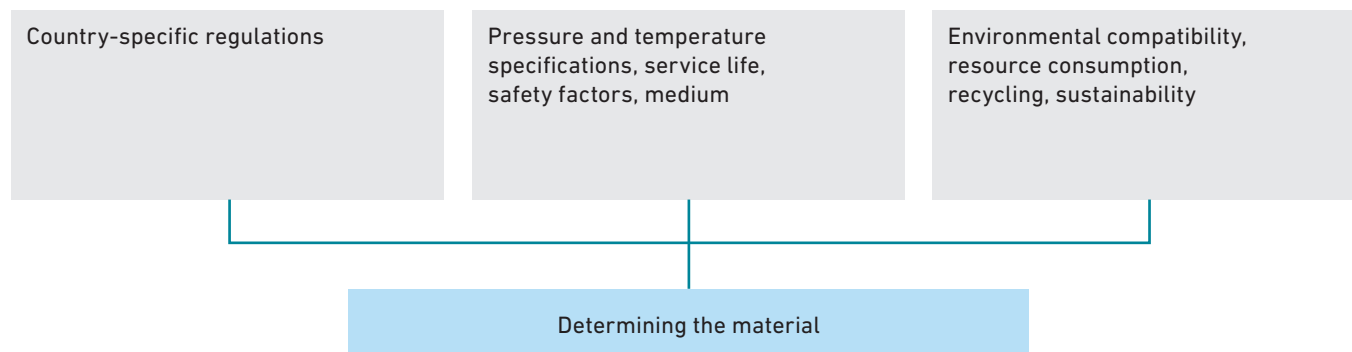 Country-specific regulations
Pressure and temperature
specifications, service life,
safety factors, medium
Environmental compatibility,
resource consumption,
recycling, sustainability
Determining the material